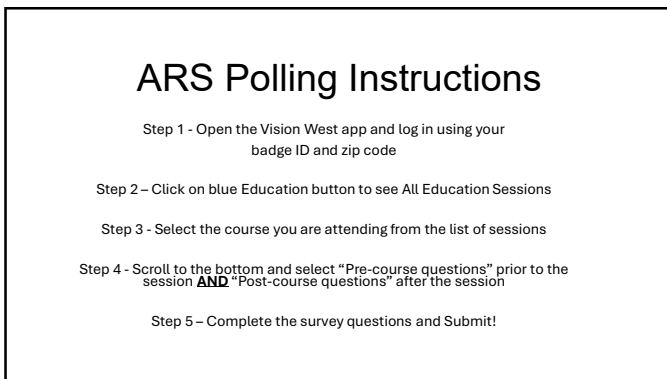 ARS Polling Instructions
Step 1 - Open the Vision West app and log in using your
badge ID and zip code
Step 2 – Click on blue Education button to see All Education Sessions
Step 3 - Select the course you are attending from the list of sessions
Step 4 - Scroll to the bottom and select “Pre-course questions” prior to the
session AND “Post-course questions” after the session
Step 5 – Complete the survey questions and Submit!